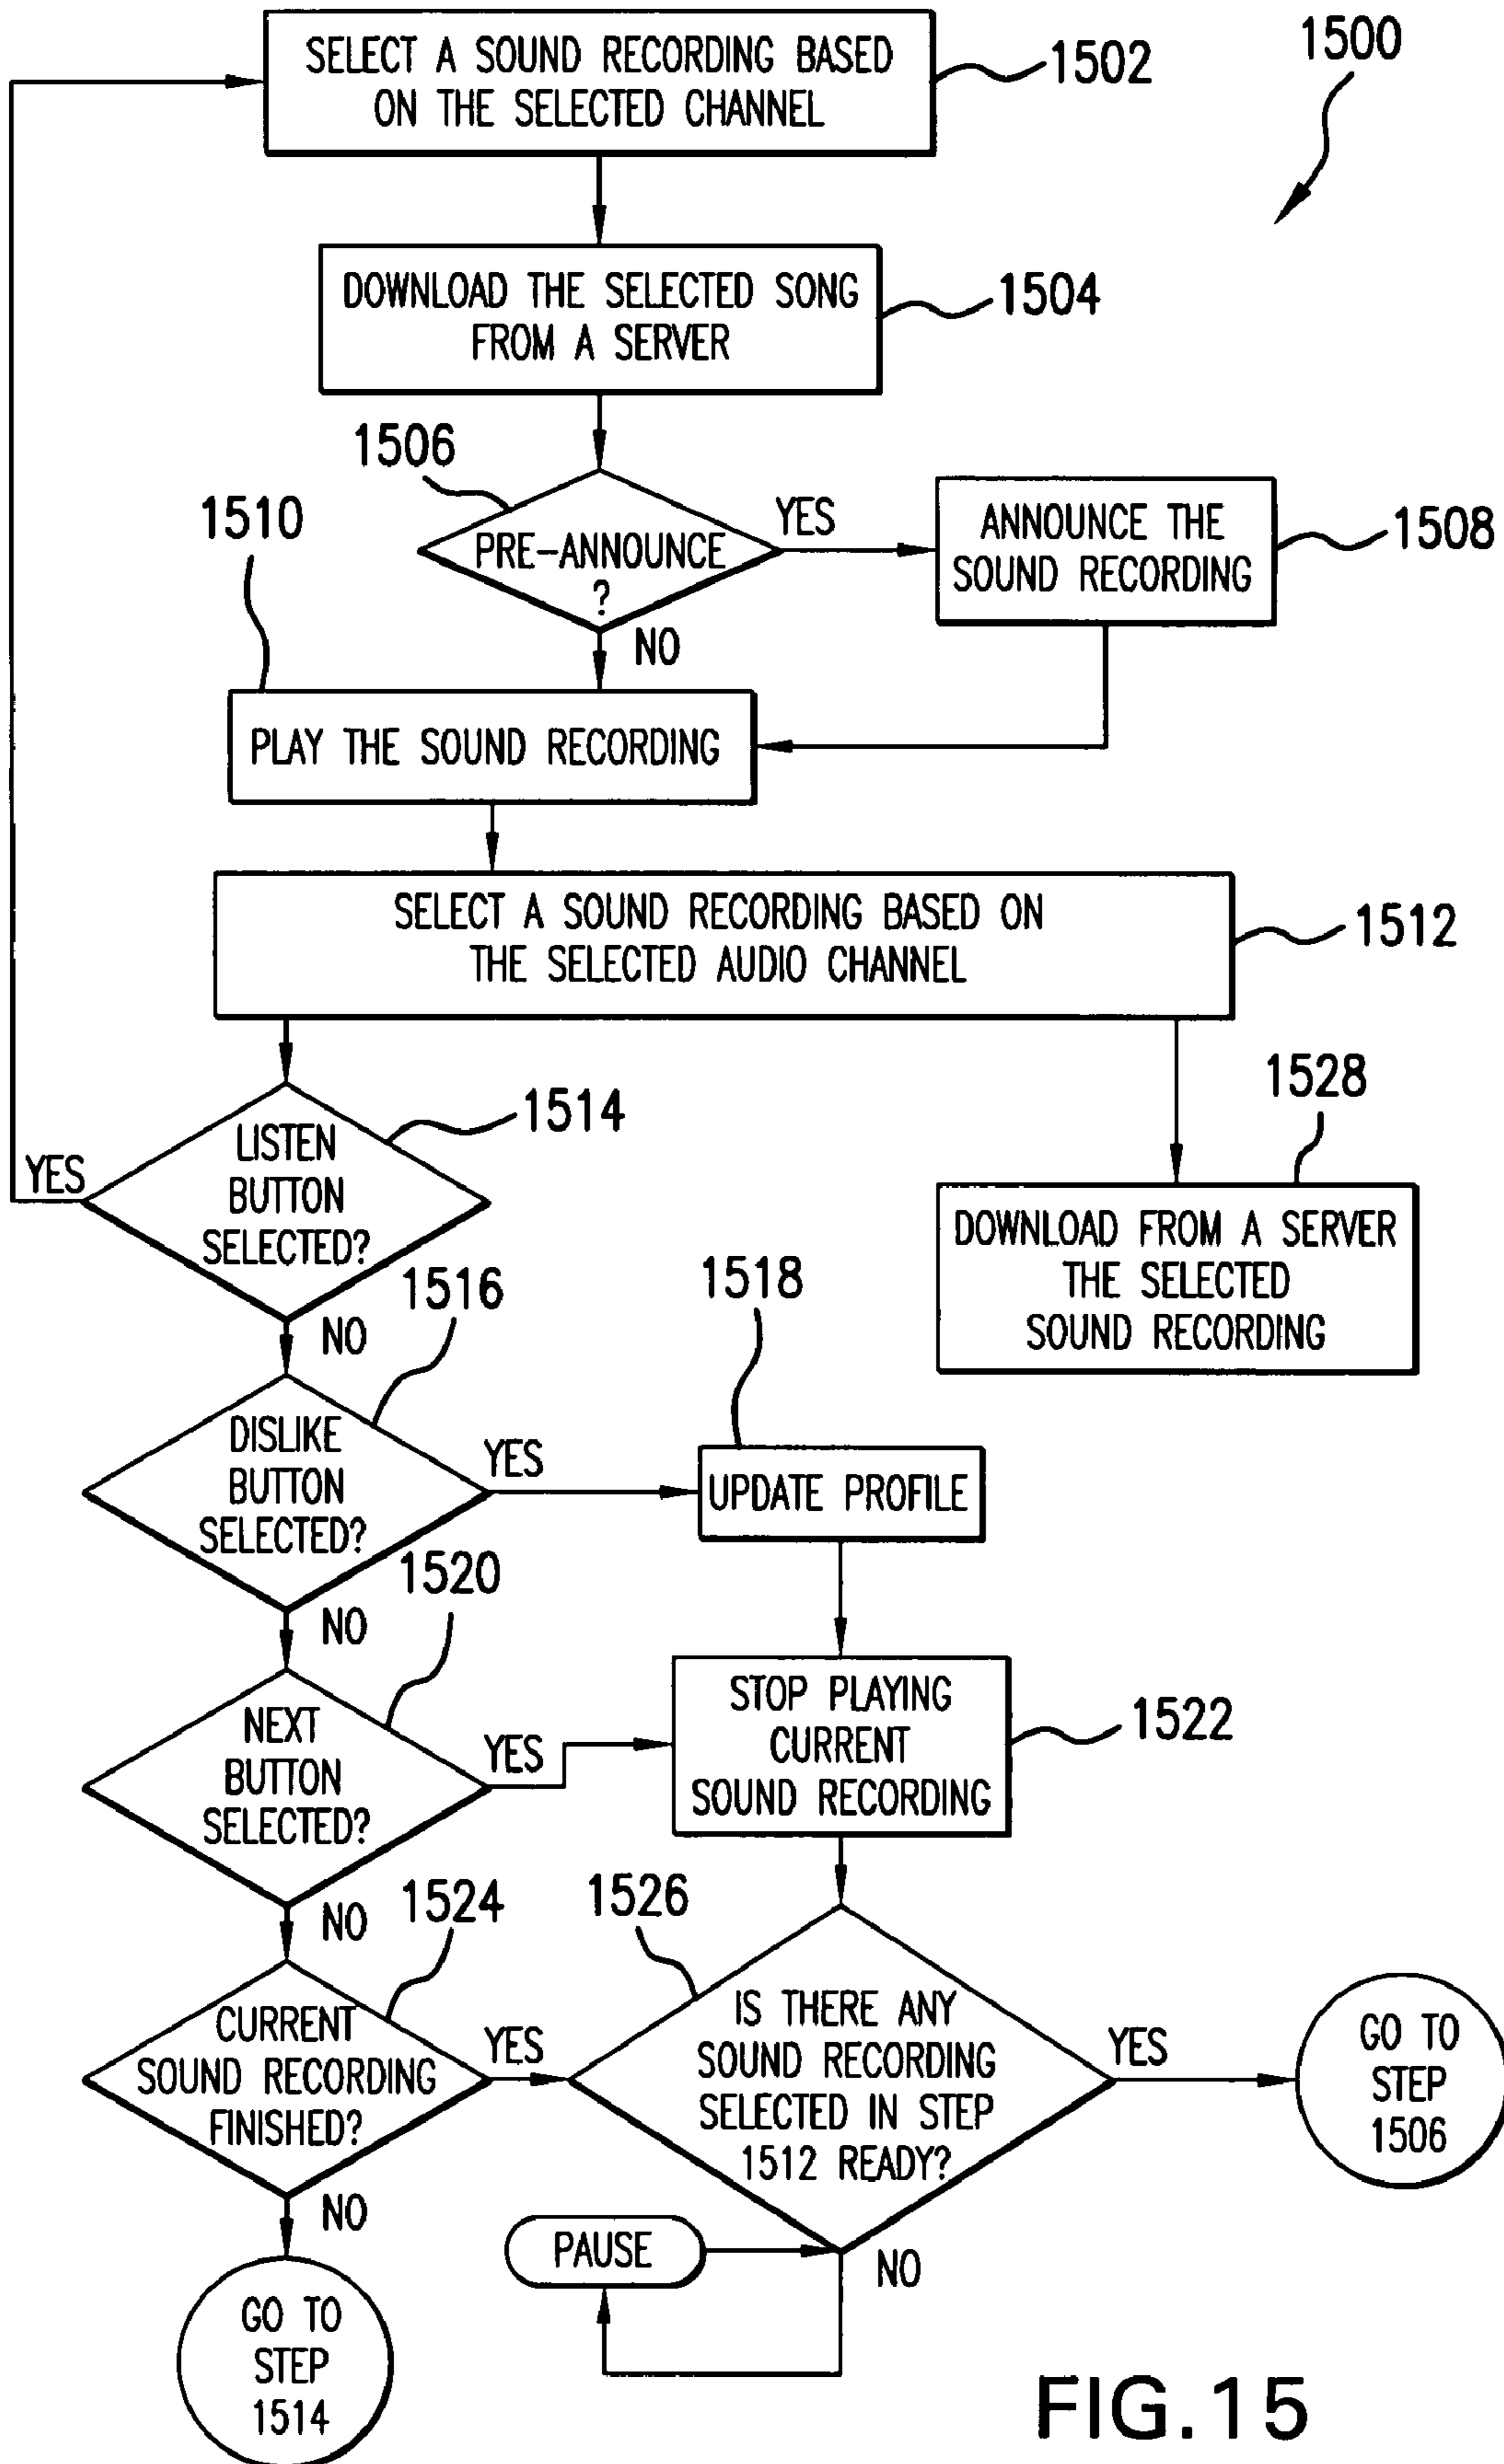 SELECT A SOUND RECORDING BASED
ON THE SELECTED CHANNEL
1502
1500
DOWNLOAD THE SELECTED SONG
FROM A SERVER
1504
1506
PRE-ANNOUNCE
?
YES
NO
ANNOUNCE THE
SOUND RECORDING
1508
1510
PLAY THE SOUND RECORDING
SELECT A SOUND RECORDING BASED ON
THE SELECTED AUDIO CHANNEL
1512
LISTEN
BUTTON
SELECTED?
1514
YES
NO
1528
DOWNLOAD FROM A SERVER
THE SELECTED
SOUND RECORDING
1516
DISLIKE
BUTTON
SELECTED?
YES
NO
1518
UPDATE PROFILE
1520
NEXT
BUTTON
SELECTED?
YES
NO
STOP PLAYING
CURRENT
SOUND RECORDING
1522
1524
CURRENT
SOUND RECORDING
FINISHED?
YES
NO
1526
IS THERE ANY
SOUND RECORDING
SELECTED IN STEP
1512 READY?
YES
NO
GO TO
STEP
1506
PAUSE
GO TO
STEP
1514
FIG.15